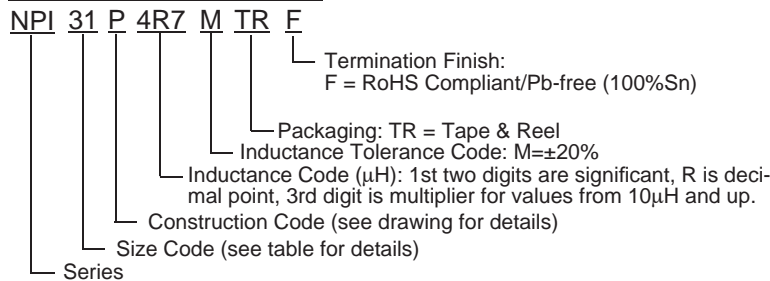 NPI 31 P 4R7 M TR F
Termination Finish:
F = RoHS Compliant/Pb-free (100%Sn)
Packaging: TR = Tape & Reel
Inductance Tolerance Code: M=±20%
Inductance Code (μH): 1st two digits are significant, R is deci-
mal point, 3rd digit is multiplier for values from 10μH and up.
Construction Code (see drawing for details)
Size Code (see table for details)
Series